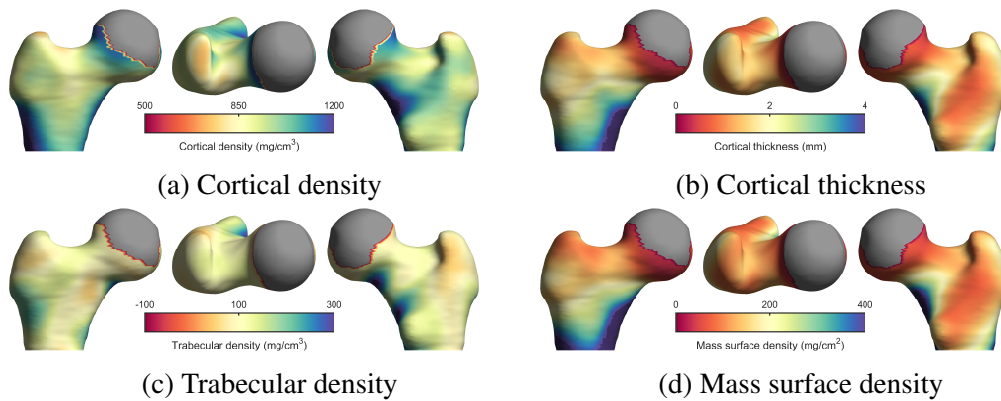 500 850 1200
Cortical density (mg/cm³)
0 2 4
Cortical thickness (mm)
(a) Cortical density
(b) Cortical thickness
-100 100 300
Trabecular density (mg/cm³)
0 200 400
Mass surface density (mg/cm²)
(c) Trabecular density
(d) Mass surface density